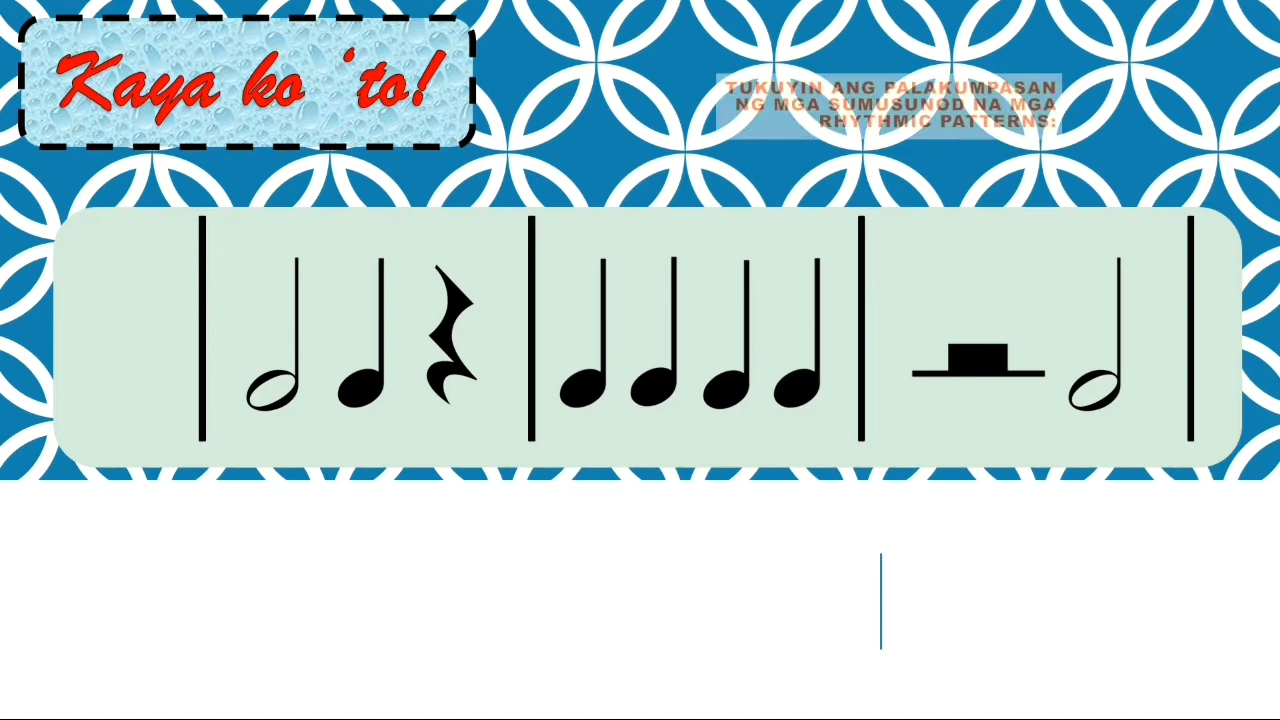 Kaya ko 'to!
TUKUYIN ANG PALAKUMPASAN
NG MGA SUMUSUNOD NA MGA
RHYTHMIC PATTERNS: